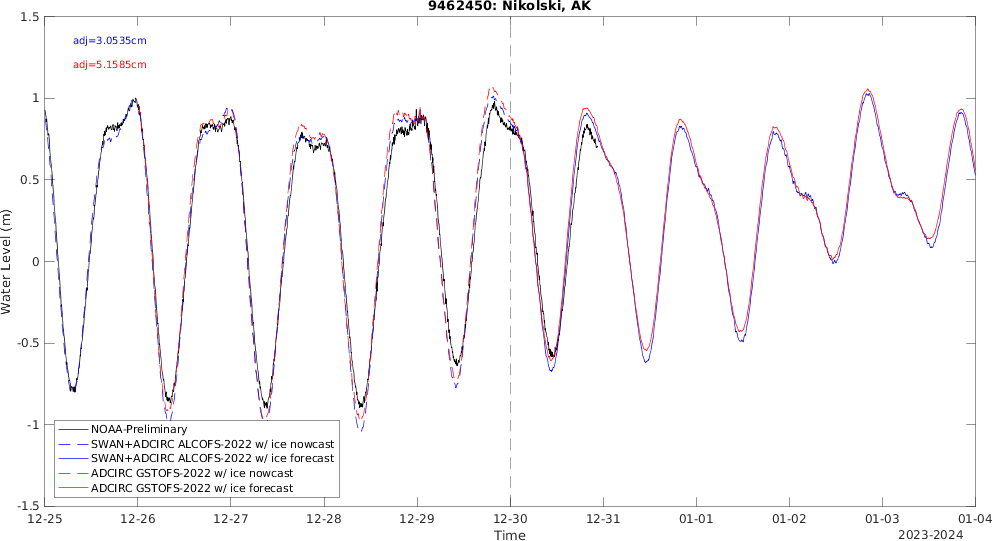 9462450: Nikolski, AK
adj=3.0535cm
adj=5.1585cm
Water Level (m)
1.5
1
0.5
0
-0.5
-1
-1.5
NOAA-Preliminary
SWAN+ADCIRC ALCOFS-2022 w/ ice nowcast
SWAN+ADCIRC ALCOFS-2022 w/ ice forecast
ADCIRC GSTOFS-2022 w/ ice nowcast
ADCIRC GSTOFS-2022 w/ ice forecast
12-25 12-26 12-27 12-28 12-29 12-30 12-31 01-01 01-02 01-03 01-04
Time
2023-2024